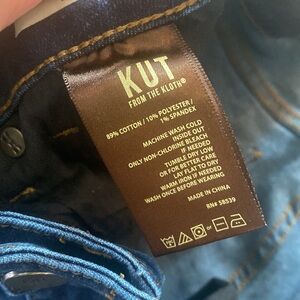 KUT
FROM THE KLOTH®
89% COTTON / 10% POLYESTER /
1% SPANDEX
MACHINE WASH COLD
INSIDE OUT
ONLY NON-CHLORINE BLEACH
IF NEEDED
TUMBLE DRY LOW
OR FOR BETTER CARE
LAY FLAT TO DRY
WARM IRON IF NEEDED
WASH ONCE BEFORE WEARING
MADE IN CHINA
RN# 58539